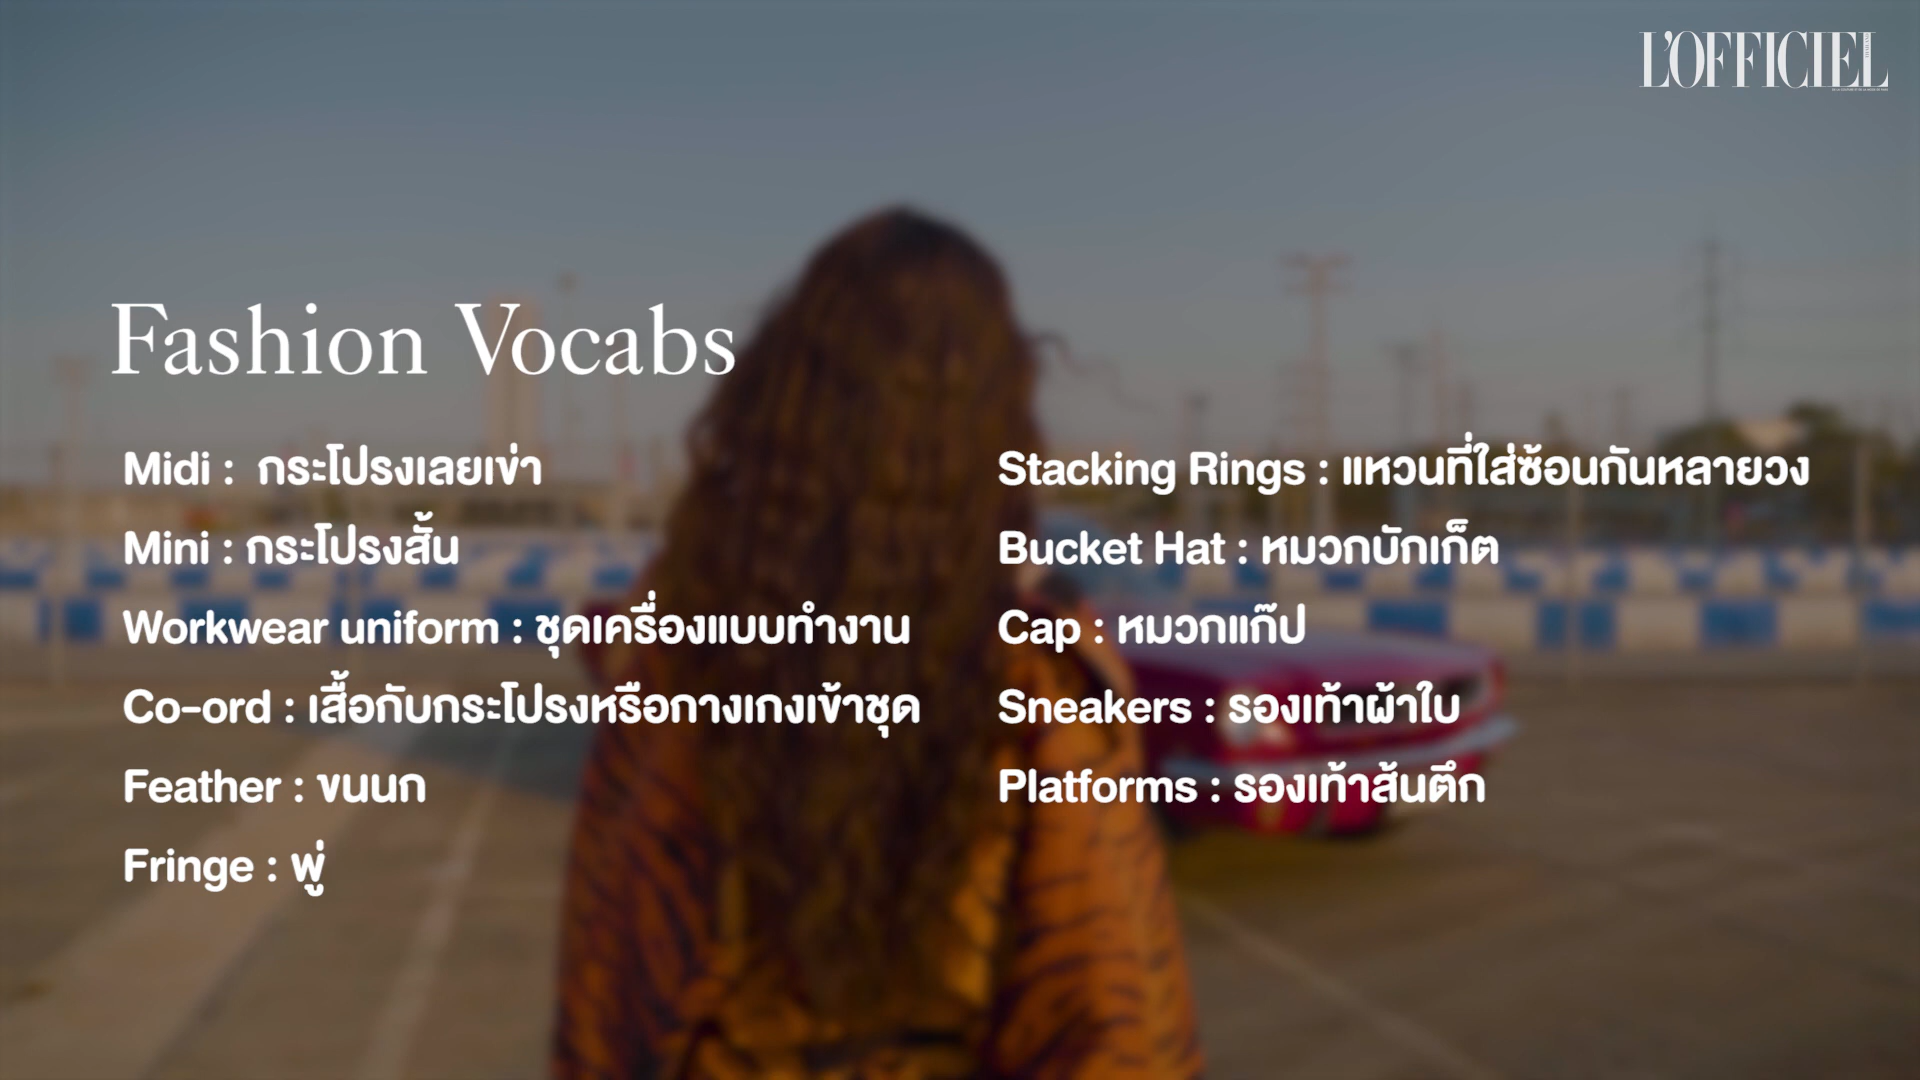 L'OFFICIEL
Fashion Vocabs
Midi : กระโปรงเลยเข่า
Mini : กระโปรงสั้น
Workwear uniform : ชุดเครื่องแบบทำงาน
Co-ord : เสื้อกับกระโปรงหรือกางเกงเข้าชุด
Feather : ขนนก
Fringe : พู่
Stacking Rings : แหวนที่ใส่ซ้อนกันหลายวง
Bucket Hat : หมวกบักเก็ต
Cap : หมวกแก๊ป
Sneakers : รองเท้าผ้าใบ
Platforms : รองเท้าส้นตึก